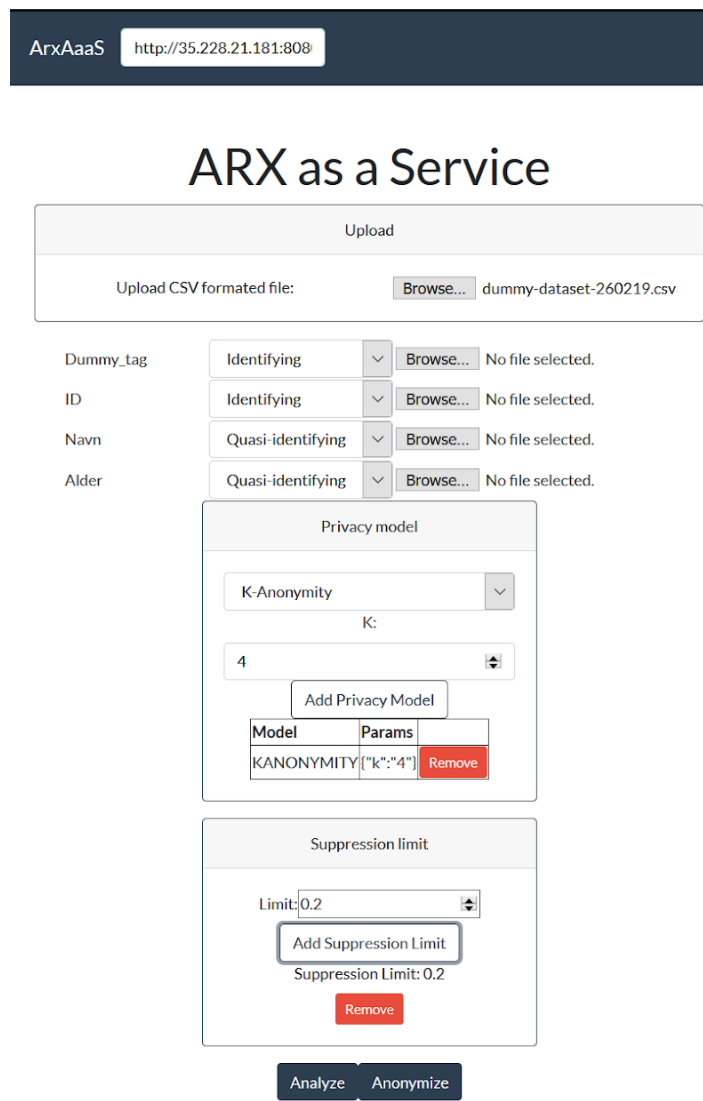 ArxAaaS http://35.228.21.181:808
ARX as a Service
Upload
Upload CSV formated file: Browse... dummy-dataset-260219.csv
Dummy_tag Identifying Browse... No file selected.
ID Identifying Browse... No file selected.
Navn Quasi-identifying Browse... No file selected.
Alder Quasi-identifying Browse... No file selected.
Privacy model
K-Anonymity
K:
4
Add Privacy Model
Model Params
KANONYMITY {"k":"4"} Remove
Suppression limit
Limit: 0.2
Add Suppression Limit
Suppression Limit: 0.2
Remove
Analyze Anonymize